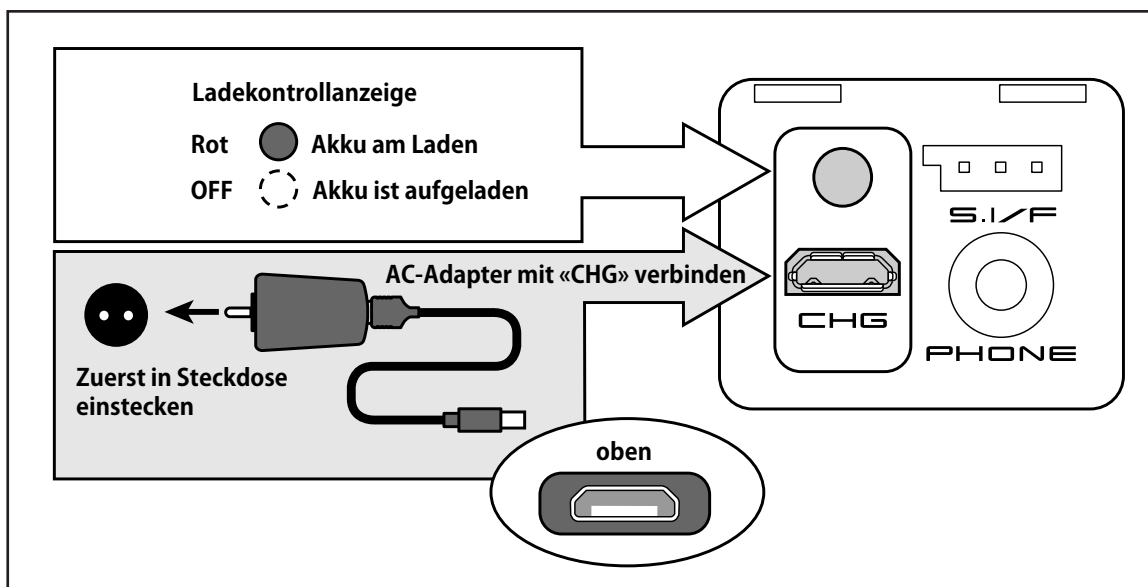 Ladekontrollanzeige
Rot Akku am Laden
OFF Akku ist aufgeladen
AC-Adapter mit «CHG» verbinden
Zuerst in Steckdose
einstecken
oben
S.I/F
CHG
PHONE